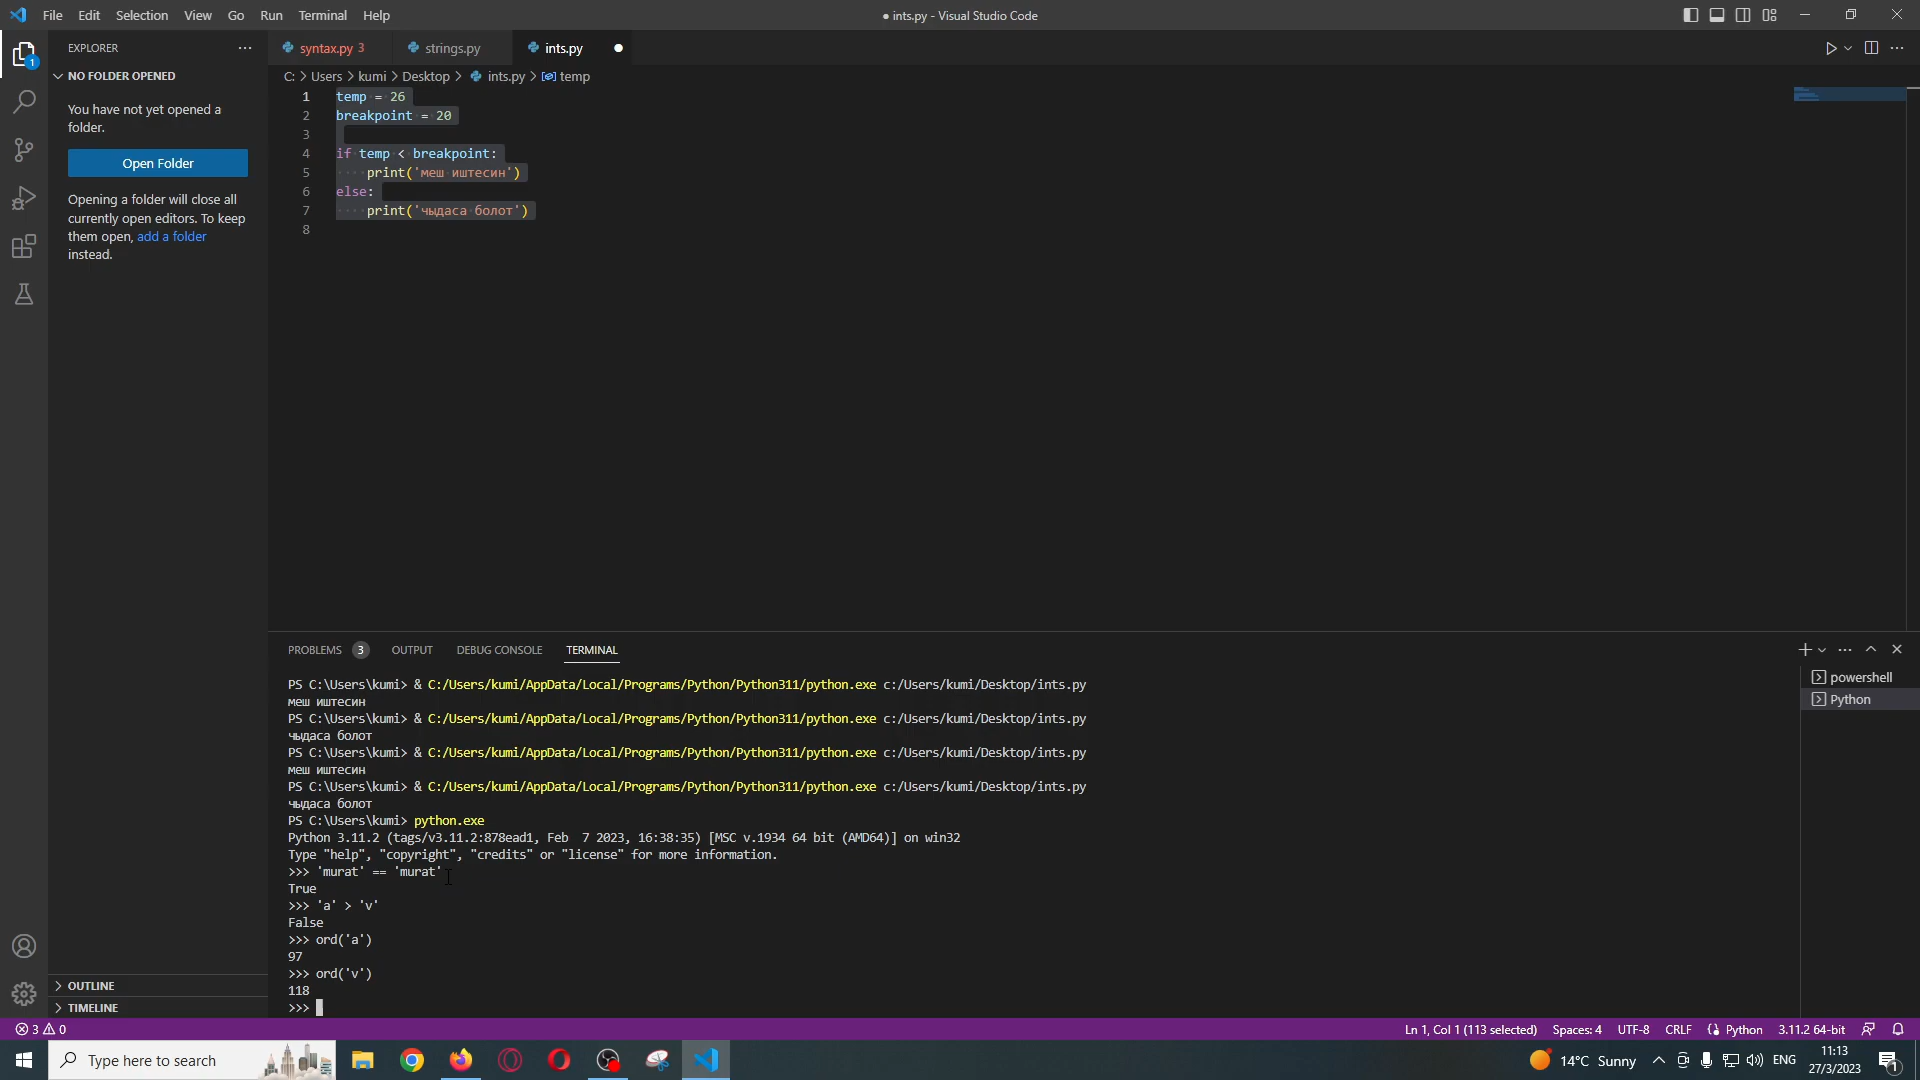 File Edit Selection View Go Run Terminal Help
● ints.py - Visual Studio Code
EXPLORER
syntax.py 3
strings.py
ints.py
NO FOLDER OPENED
C: > Users > kumi > Desktop > ints.py > temp
1
You have not yet opened a
folder.
Open Folder
Opening a folder will close all
currently open editors. To keep
them open, add a folder
instead.
1 temp = 26
2 breakpoint = 20
3
4 if temp < breakpoint:
5 print('меш иштесин')
6 else:
7 print('чыдаса болот')
8
PROBLEMS 3 OUTPUT DEBUG CONSOLE TERMINAL
powershell
Python
PS C:\Users\kumi> & C:/Users/kumi/AppData/Local/Programs/Python/Python311/python.exe c:/Users/kumi/Desktop/ints.py
меш иштесин
PS C:\Users\kumi> & C:/Users/kumi/AppData/Local/Programs/Python/Python311/python.exe c:/Users/kumi/Desktop/ints.py
чыдаса болот
PS C:\Users\kumi> & C:/Users/kumi/AppData/Local/Programs/Python/Python311/python.exe c:/Users/kumi/Desktop/ints.py
меш иштесин
PS C:\Users\kumi> & C:/Users/kumi/AppData/Local/Programs/Python/Python311/python.exe c:/Users/kumi/Desktop/ints.py
чыдаса болот
PS C:\Users\kumi> python.exe
Python 3.11.2 (tags/v3.11.2:878ead1, Feb  7 2023, 16:38:35) [MSC v.1934 64 bit (AMD64)] on win32
Type "help", "copyright", "credits" or "license" for more information.
>>> 'murat' == 'murat'
True
>>> 'a' > 'v'
False
>>> ord('a')
97
>>> ord('v')
118
>>>
OUTLINE
TIMELINE
3 0
Ln 1, Col 1 (113 selected) Spaces: 4 UTF-8 CRLF Python 3.11.2 64-bit
Type here to search
14°C Sunny
ENG
11:13
27/3/2023
1